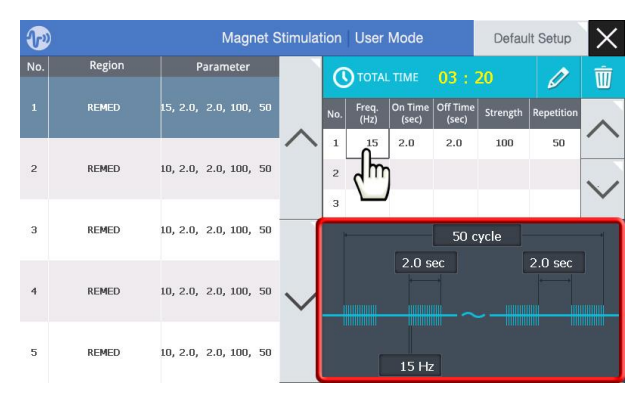 Magnet Stimulation User Mode Default Setup
No. Region Parameter
1 REMED 15, 2.0, 2.0, 100, 50
2 REMED 10, 2.0, 2.0, 100, 50
3 REMED 10, 2.0, 2.0, 100, 50
4 REMED 10, 2.0, 2.0, 100, 50
5 REMED 10, 2.0, 2.0, 100, 50
TOTAL TIME 03 : 20
No. Freq. (Hz) On Time (sec) Off Time (sec) Strength Repetition
1 15 2.0 2.0 100 50
2
3
50 cycle
2.0 sec 2.0 sec
15 Hz